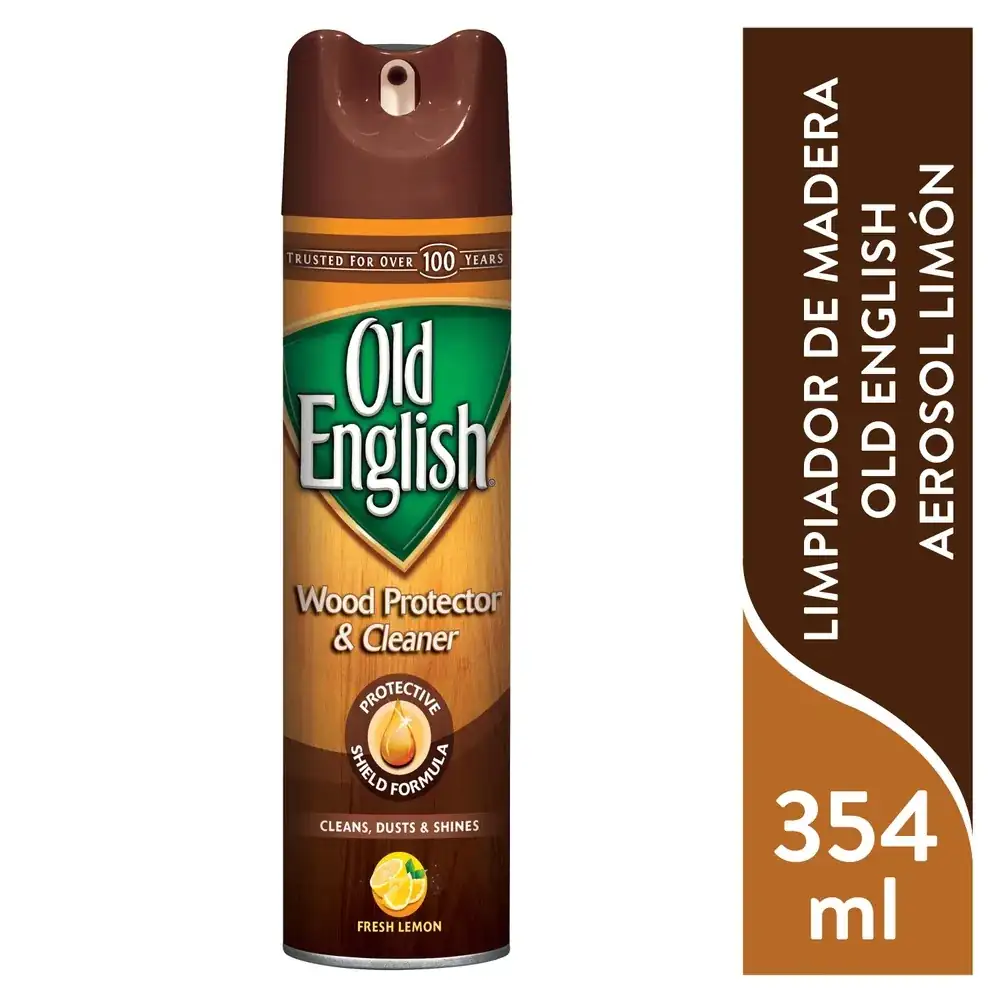 TRUSTED FOR OVER 100 YEARS
Old
English
Wood Protector
& Cleaner
PROTECTIVE
SHIELD FORMULA
CLEANS, DUSTS & SHINES
FRESH LEMON
LIMPIADOR DE MADERA
OLD ENGLISH
AEROSOL LIMÓN
354
ml